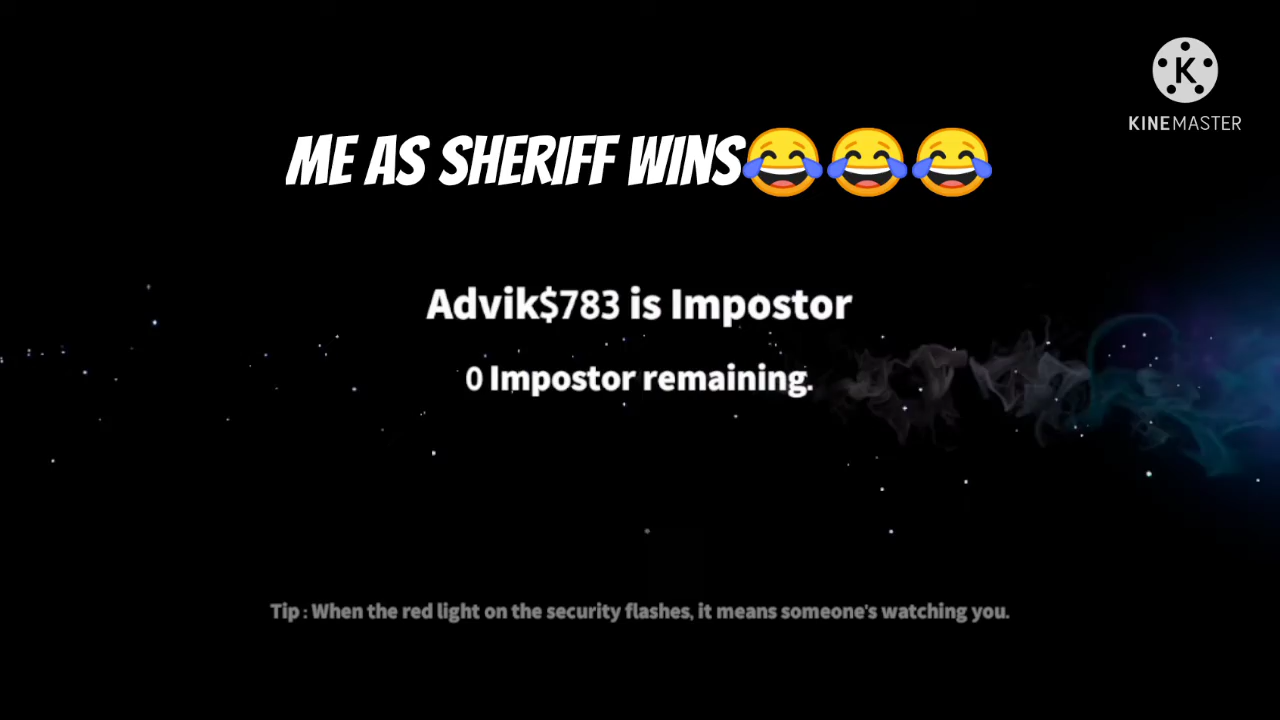 K
KINEMASTER
ME AS SHERIFF WINS😂😂😂
Advik$783 is Impostor
0 Impostor remaining.
Tip : When the red light on the security flashes, it means someone's watching you.